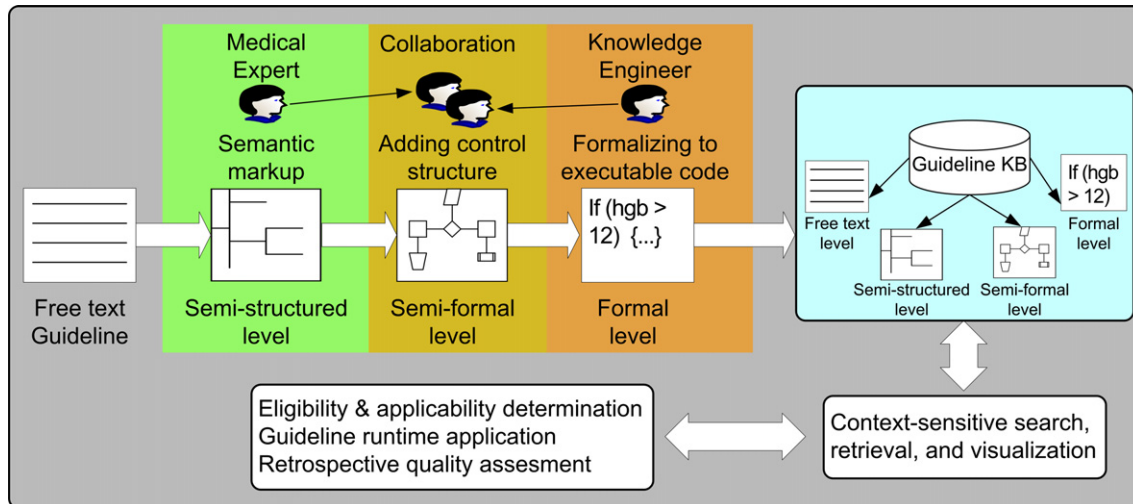 Medical
Expert
Collaboration
Knowledge
Engineer
Semantic
markup
Adding control
structure
Formalizing to
executable code
If (hgb >
12) {...}
Free text
Guideline
Semi-structured
level
Semi-formal
level
Formal
level
Guideline KB
If (hgb
> 12)
Free text
level
Formal
level
Semi-structured
level
Semi-formal
level
Eligibility & applicability determination
Guideline runtime application
Retrospective quality assesment
Context-sensitive search,
retrieval, and visualization